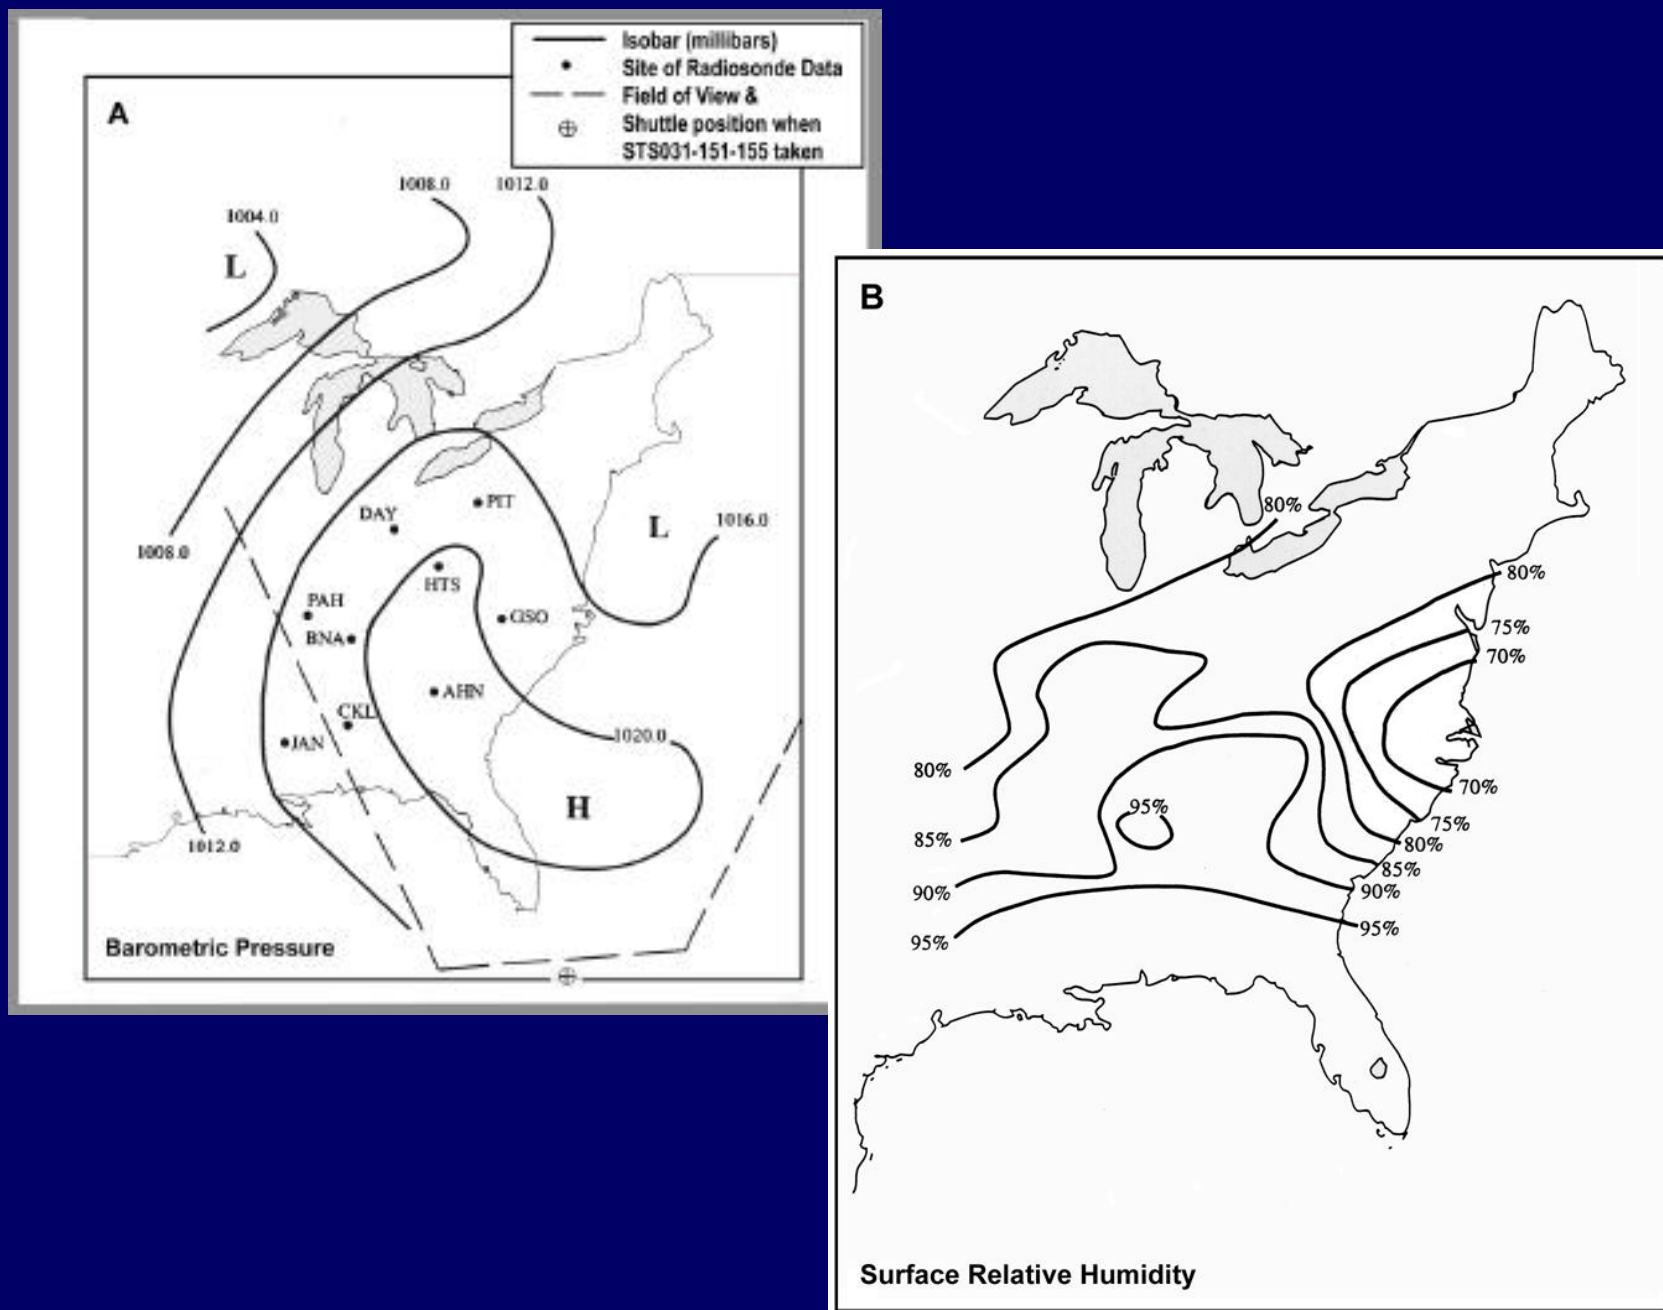 Isobar (millibars)
Site of Radiosonde Data
Field of View &
Shuttle position when
STS031-151-155 taken
A
1008.0
1012.0
1004.0
L
PIT
DAY
L
1016.0
1008.0
HTS
PAH
GSO
BNA
AHN
CKL
JAN
1020.0
H
1012.0
Barometric Pressure
B
80%
80%
75%
70%
80%
70%
95%
75%
85%
80%
85%
90%
90%
95%
95%
Surface Relative Humidity